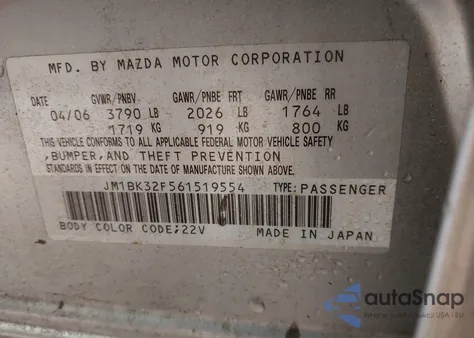 MFD. BY MAZDA MOTOR CORPORATION
DATE GVWR/PNBV GAWR/PNBE FRT GAWR/PNBE RR
04/06 3790 LB 2026 LB 1764 LB
1719 KG 919 KG 800 KG
THIS VEHICLE CONFORMS TO ALL APPLICABLE FEDERAL MOTOR VEHICLE SAFETY
,BUMPER,AND THEFT PREVENTION
STANDARDS IN EFFECT ON THE DATE OF MANUFACTURE SHOWN ABOVE.
JM1BK32F561519554 TYPE:PASSENGER
BODY COLOR CODE;22V MADE IN JAPAN
autoSnap